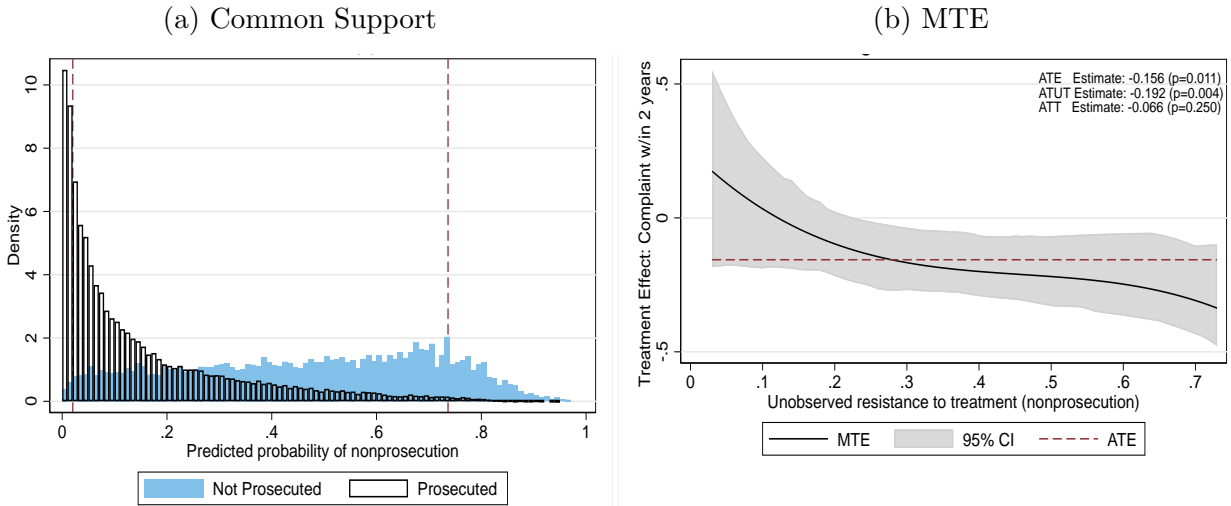 (a) Common Support
Density
10
8
6
4
2
0
0
.2
.4
.6
.8
1
Predicted probability of nonprosecution
Not Prosecuted
Prosecuted
(b) MTE
Treatment Effect: Complaint w/in 2 years
.5
0
-.5
ATE Estimate: -0.156 (p=0.011)
ATUT Estimate: -0.192 (p=0.004)
ATT Estimate: -0.066 (p=0.250)
0
.1
.2
.3
.4
.5
.6
.7
Unobserved resistance to treatment (nonprosecution)
MTE
95% CI
ATE